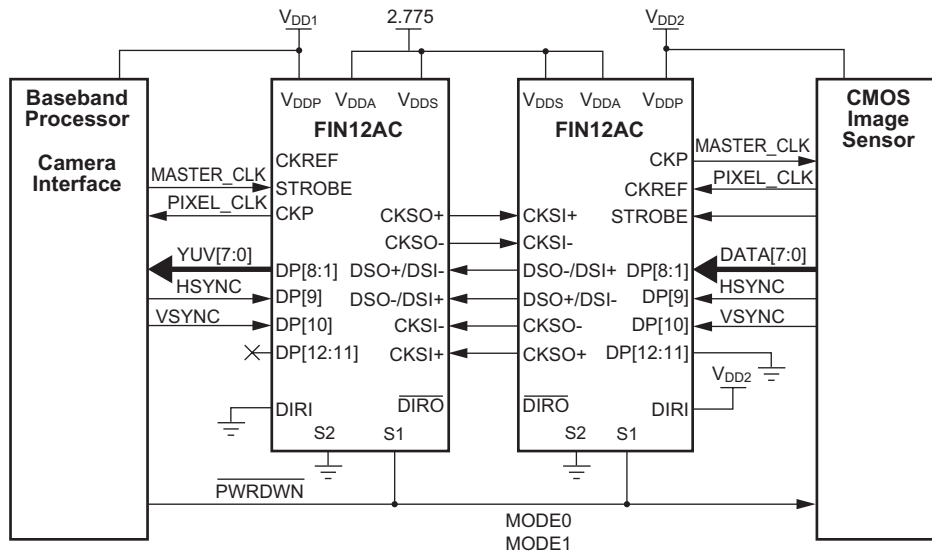 VDD1
2.775
VDD2
Baseband
Processor
Camera
Interface
VDDP VDDA VDDS
FIN12AC
CKREF
STROBE
CKP
DP[8:1]
DP[9]
DP[10]
DP[12:11]
DIRI
S2
S1
DIRO
CKSO+
CKSO-
DSO+/DSI-
DSO-/DSI+
CKSI-
CKSI+
MASTER_CLK
PIXEL_CLK
YUV[7:0]
HSYNC
VSYNC
PWRDWN
VDDS VDDA VDDP
FIN12AC
CKSI+
CKSI-
DSO-/DSI+
DSO+/DSI-
CKSO-
CKSO+
DIRO
S2
S1
CKP
CKREF
STROBE
DP[8:1]
DP[9]
DP[10]
DP[12:11]
DIRI
MASTER_CLK
PIXEL_CLK
DATA[7:0]
HSYNC
VSYNC
VDD2
CMOS
Image
Sensor
MODE0
MODE1